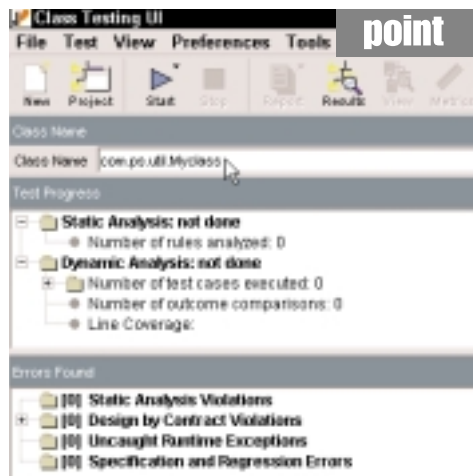 Class Testing UI
point
File Test View Preferences Tools
New Project Start Stop Report Results View Metrics
Class Name
Class Name com.ps.util.Myclass
Test Progress
Static Analysis: not done
Number of rules analyzed: 0
Dynamic Analysis: not done
Number of test cases executed: 0
Number of outcome comparisons: 0
Line Coverage:
Errors Found
[0] Static Analysis Violations
[0] Design by Contract Violations
[0] Uncaught Runtime Exceptions
[0] Specification and Regression Errors